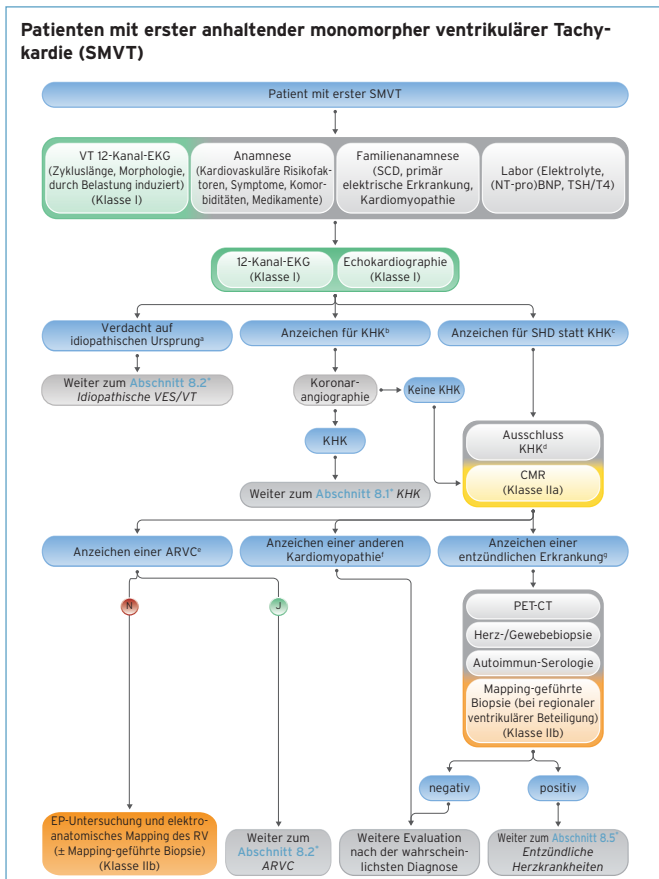 Patienten mit erster anhaltender monomorpher ventrikulärer Tachy-
kardie (SMVT)
Patient mit erster SMVT
VT 12-Kanal-EKG
(Zykluslänge, Morphologie,
durch Belastung induziert)
(Klasse I)
Anamnese
(Kardiovaskuläre Risikofak-
toren, Symptome, Komor-
biditäten, Medikamente)
Familienanamnese
(SCD, primär
elektrische Erkrankung,
Kardiomyopathie
Labor (Elektrolyte,
(NT-pro)BNP, TSH/T4)
12-Kanal-EKG
(Klasse I)
Echokardiographie
(Klasse I)
Verdacht auf
idiopathischen Ursprungª
Anzeichen für KHKᵇ
Anzeichen für SHD statt KHKᶜ
Weiter zum Abschnitt 8.2*
Idiopathische VES/VT
Koronar-
angiographie
Keine KHK
KHK
Weiter zum Abschnitt 8.1* KHK
Ausschluss
KHKᵈ
CMR
(Klasse IIa)
Anzeichen einer ARVCᵉ
Anzeichen einer anderen
Kardiomyopathieᶠ
Anzeichen einer
entzündlichen Erkrankungᵍ
N
J
PET-CT
Herz-/Gewebebiopsie
Autoimmun-Serologie
Mapping-geführte
Biopsie (bei regionaler
ventrikulärer Beteiligung)
(Klasse IIb)
negativ
positiv
EP-Untersuchung und elektro-
anatomisches Mapping des RV
(± Mapping-geführte Biopsie)
(Klasse IIb)
Weiter zum
Abschnitt 8.2*
ARVC
Weitere Evaluation
nach der wahrschein-
lichsten Diagnose
Weiter zum Abschnitt 8.5*
Entzündliche
Herzkrankheiten